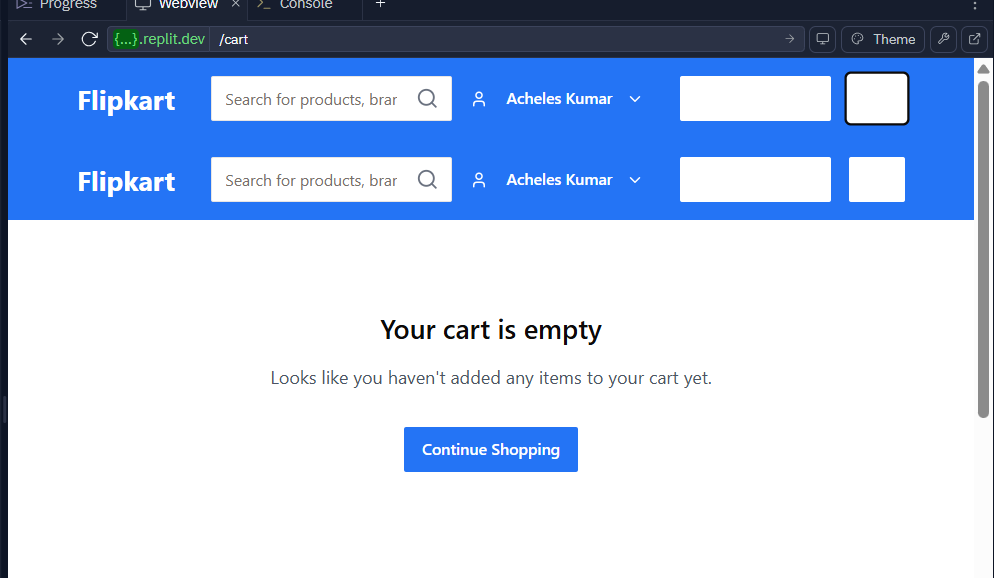 Progress Webview × Console +
{...}.replit.dev /cart Theme
Flipkart Search for products, brar Acheles Kumar
Flipkart Search for products, brar Acheles Kumar
Your cart is empty
Looks like you haven't added any items to your cart yet.
Continue Shopping